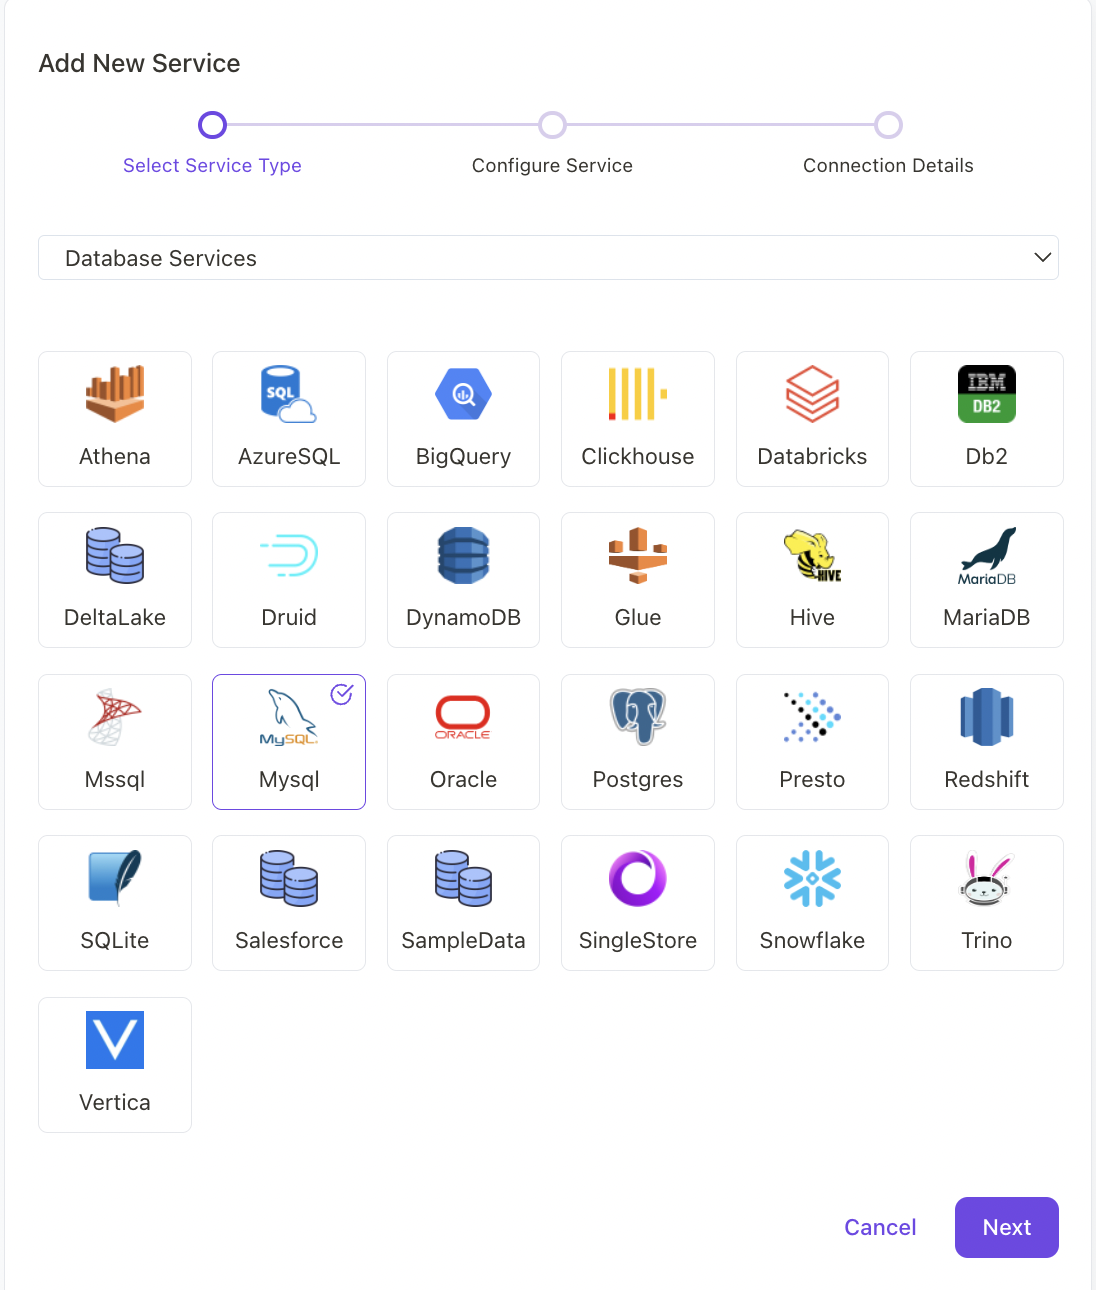 Add New Service
Select Service Type Configure Service Connection Details
Database Services
SQL IBM DB2
Athena AzureSQL BigQuery Clickhouse Databricks Db2
HIVE MariaDB
DeltaLake Druid DynamoDB Glue Hive MariaDB
MySQL ORACLE
Mssql Mysql Oracle Postgres Presto Redshift
SQLite Salesforce SampleData SingleStore Snowflake Trino
V
Vertica
Cancel Next